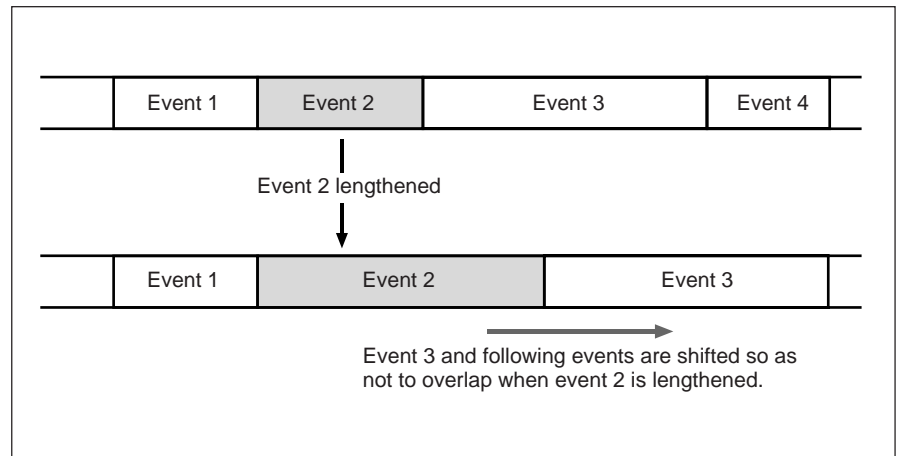 Event 1 Event 2 Event 3 Event 4
Event 2 lengthened
Event 1 Event 2 Event 3
Event 3 and following events are shifted so as
not to overlap when event 2 is lengthened.